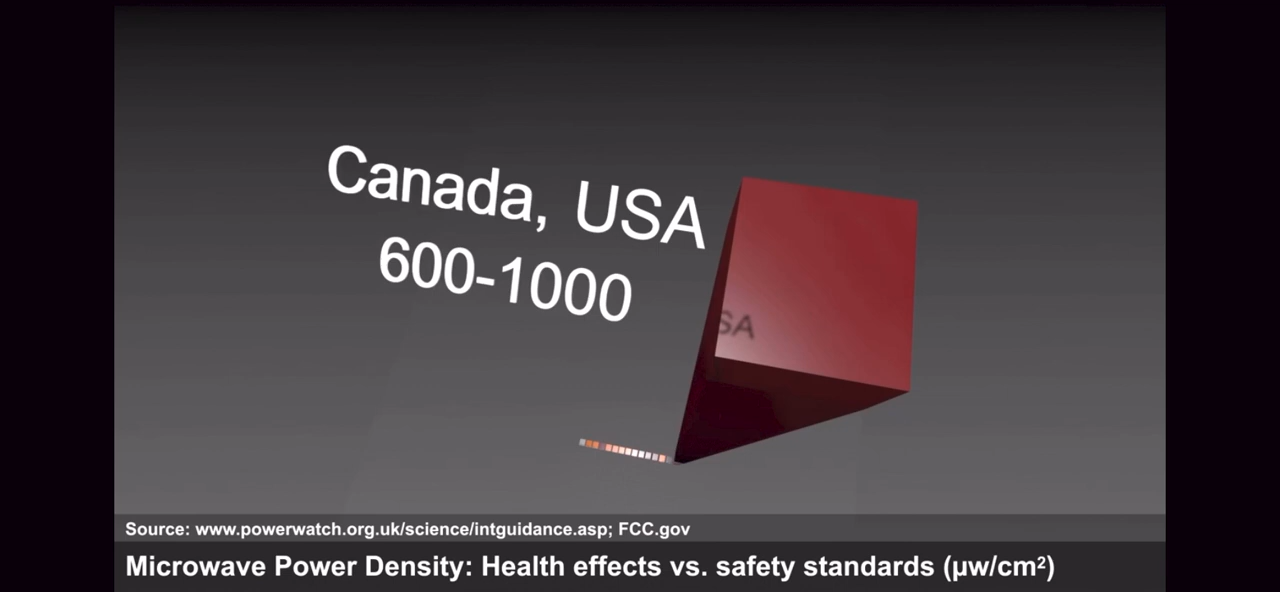 Canada, USA
600-1000
SA
Source: www.powerwatch.org.uk/science/intguidance.asp; FCC.gov
Microwave Power Density: Health effects vs. safety standards (µw/cm²)